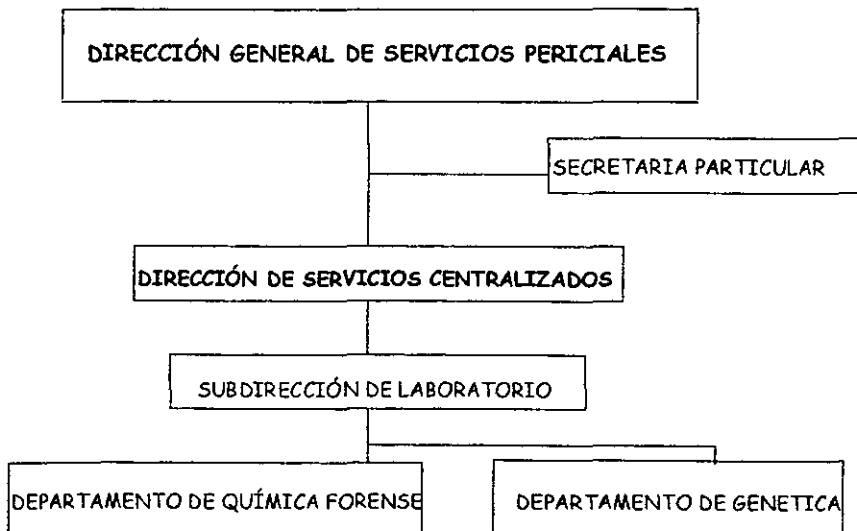 DIRECCIÓN GENERAL DE SERVICIOS PERICIALES
SECRETARIA PARTICULAR
DIRECCIÓN DE SERVICIOS CENTRALIZADOS
SUBDIRECCIÓN DE LABORATORIO
DEPARTAMENTO DE QUÍMICA FORENSE
DEPARTAMENTO DE GENETICA